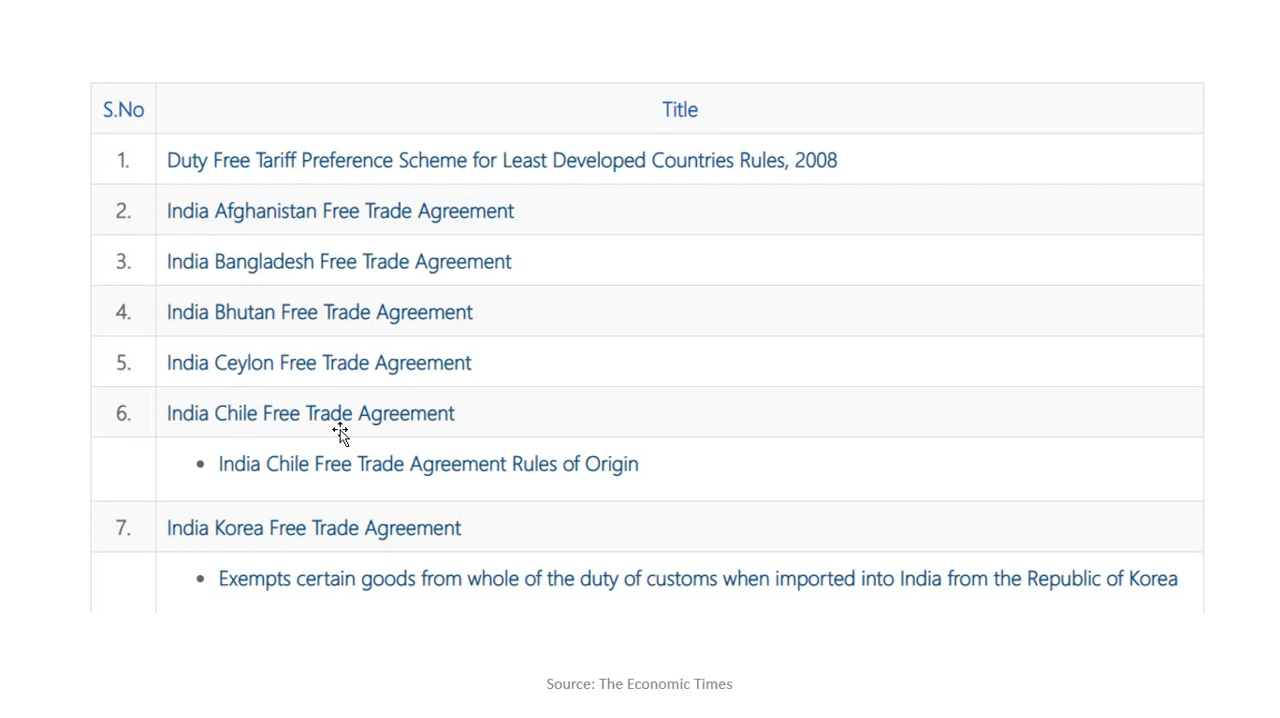 S.No Title
1. Duty Free Tariff Preference Scheme for Least Developed Countries Rules, 2008
2. India Afghanistan Free Trade Agreement
3. India Bangladesh Free Trade Agreement
4. India Bhutan Free Trade Agreement
5. India Ceylon Free Trade Agreement
6. India Chile Free Trade Agreement
• India Chile Free Trade Agreement Rules of Origin
7. India Korea Free Trade Agreement
• Exempts certain goods from whole of the duty of customs when imported into India from the Republic of Korea
Source: The Economic Times